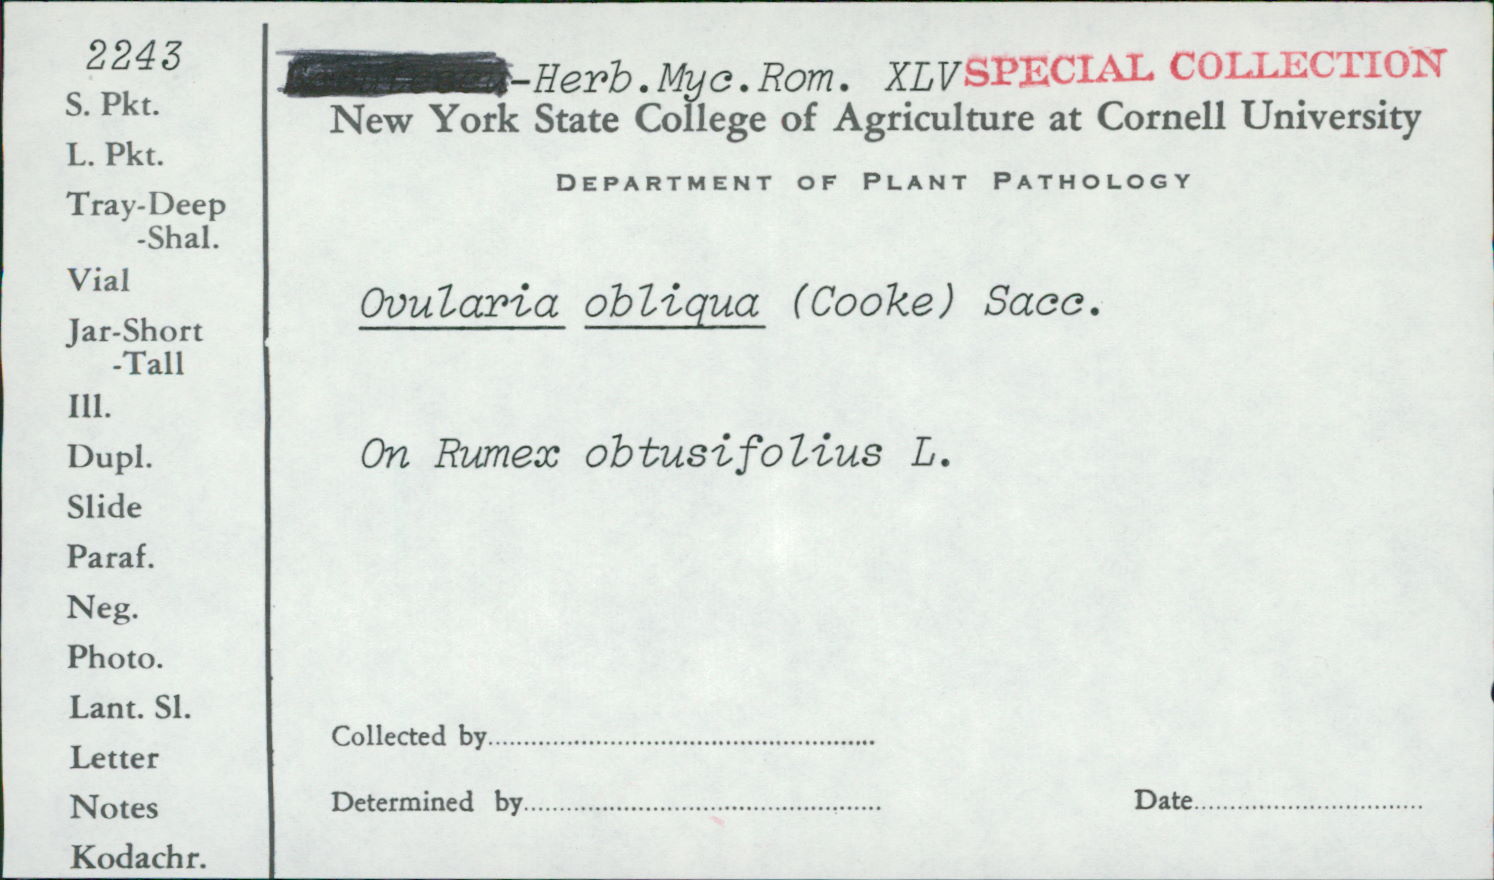 2243
S. Pkt.
L. Pkt.
Tray-Deep
-Shal.
Vial
Jar-Short
-Tall
Ill.
Dupl.
Slide
Paraf.
Neg.
Photo.
Lant. Sl.
Letter
Notes
Kodachr.
-Herb.Myc.Rom. XLV SPECIAL COLLECTION
New York State College of Agriculture at Cornell University
DEPARTMENT OF PLANT PATHOLOGY
Ovularia obliqua (Cooke) Sacc.
On Rumex obtusifolius L.
Collected by
Determined by
Date